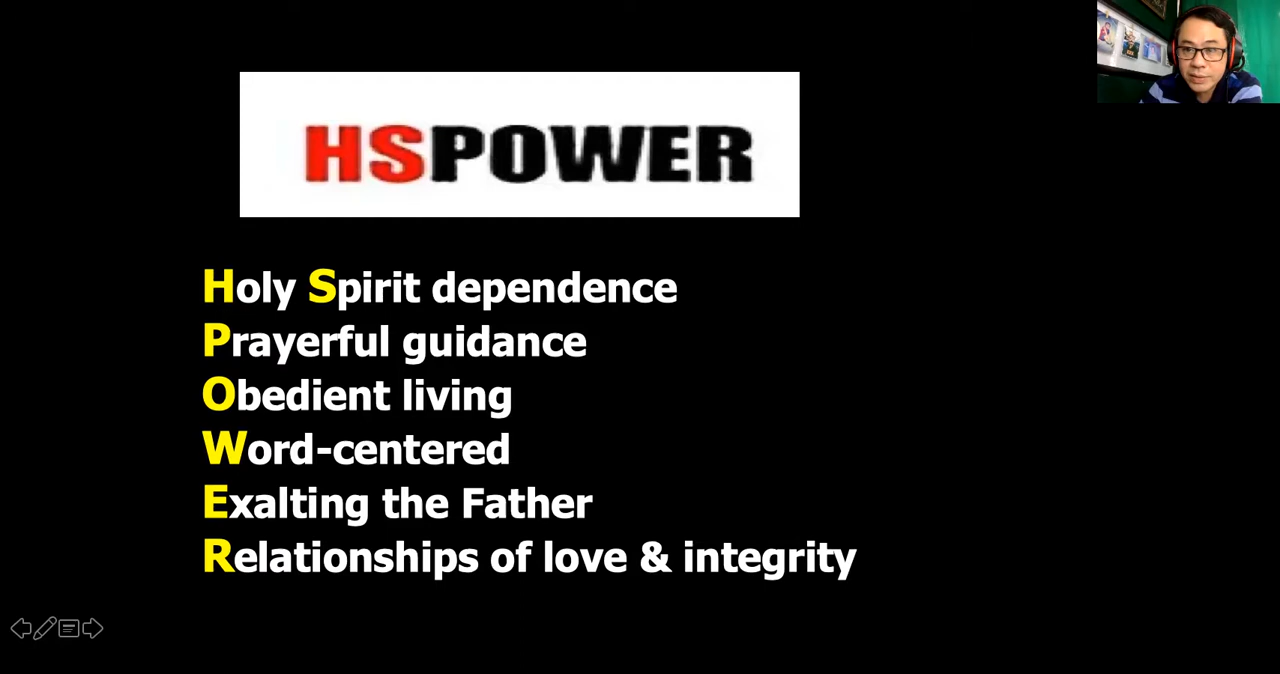 HSPOWER
Holy Spirit dependence
Prayerful guidance
Obedient living
Word-centered
Exalting the Father
Relationships of love & integrity